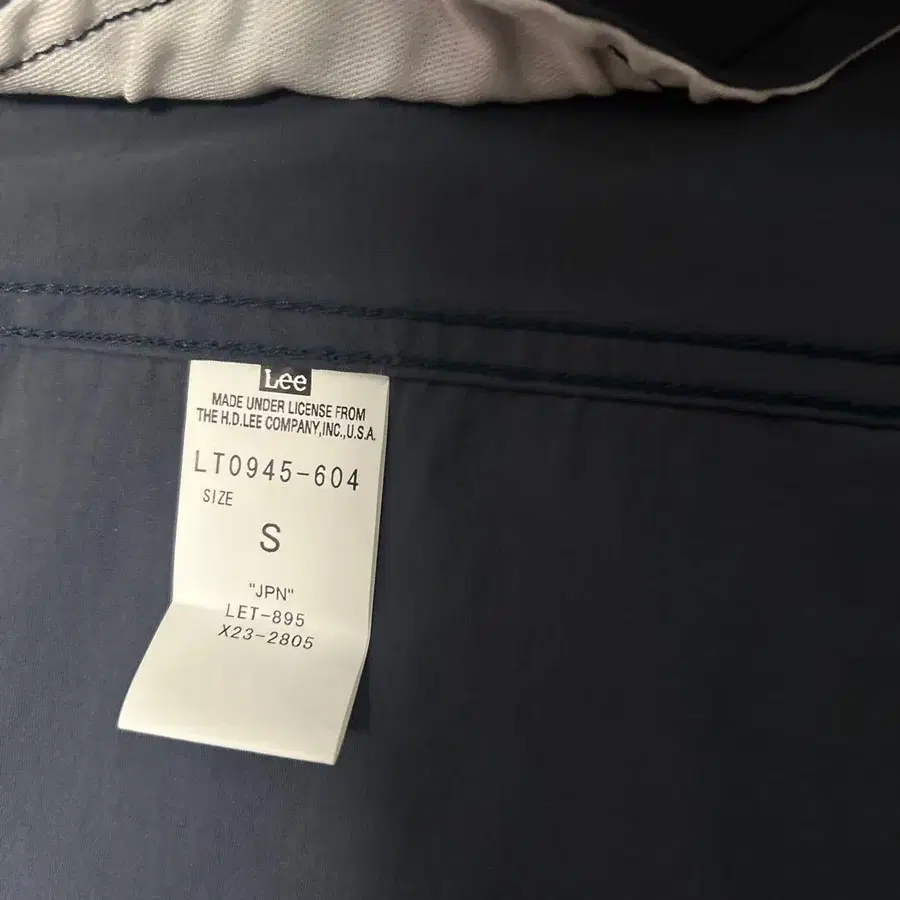 Lee
MADE UNDER LICENSE FROM
THE H.D.LEE COMPANY,INC.,U.S.A.
LT0945-604
SIZE
S
"JPN"
LET-895
X23-2805